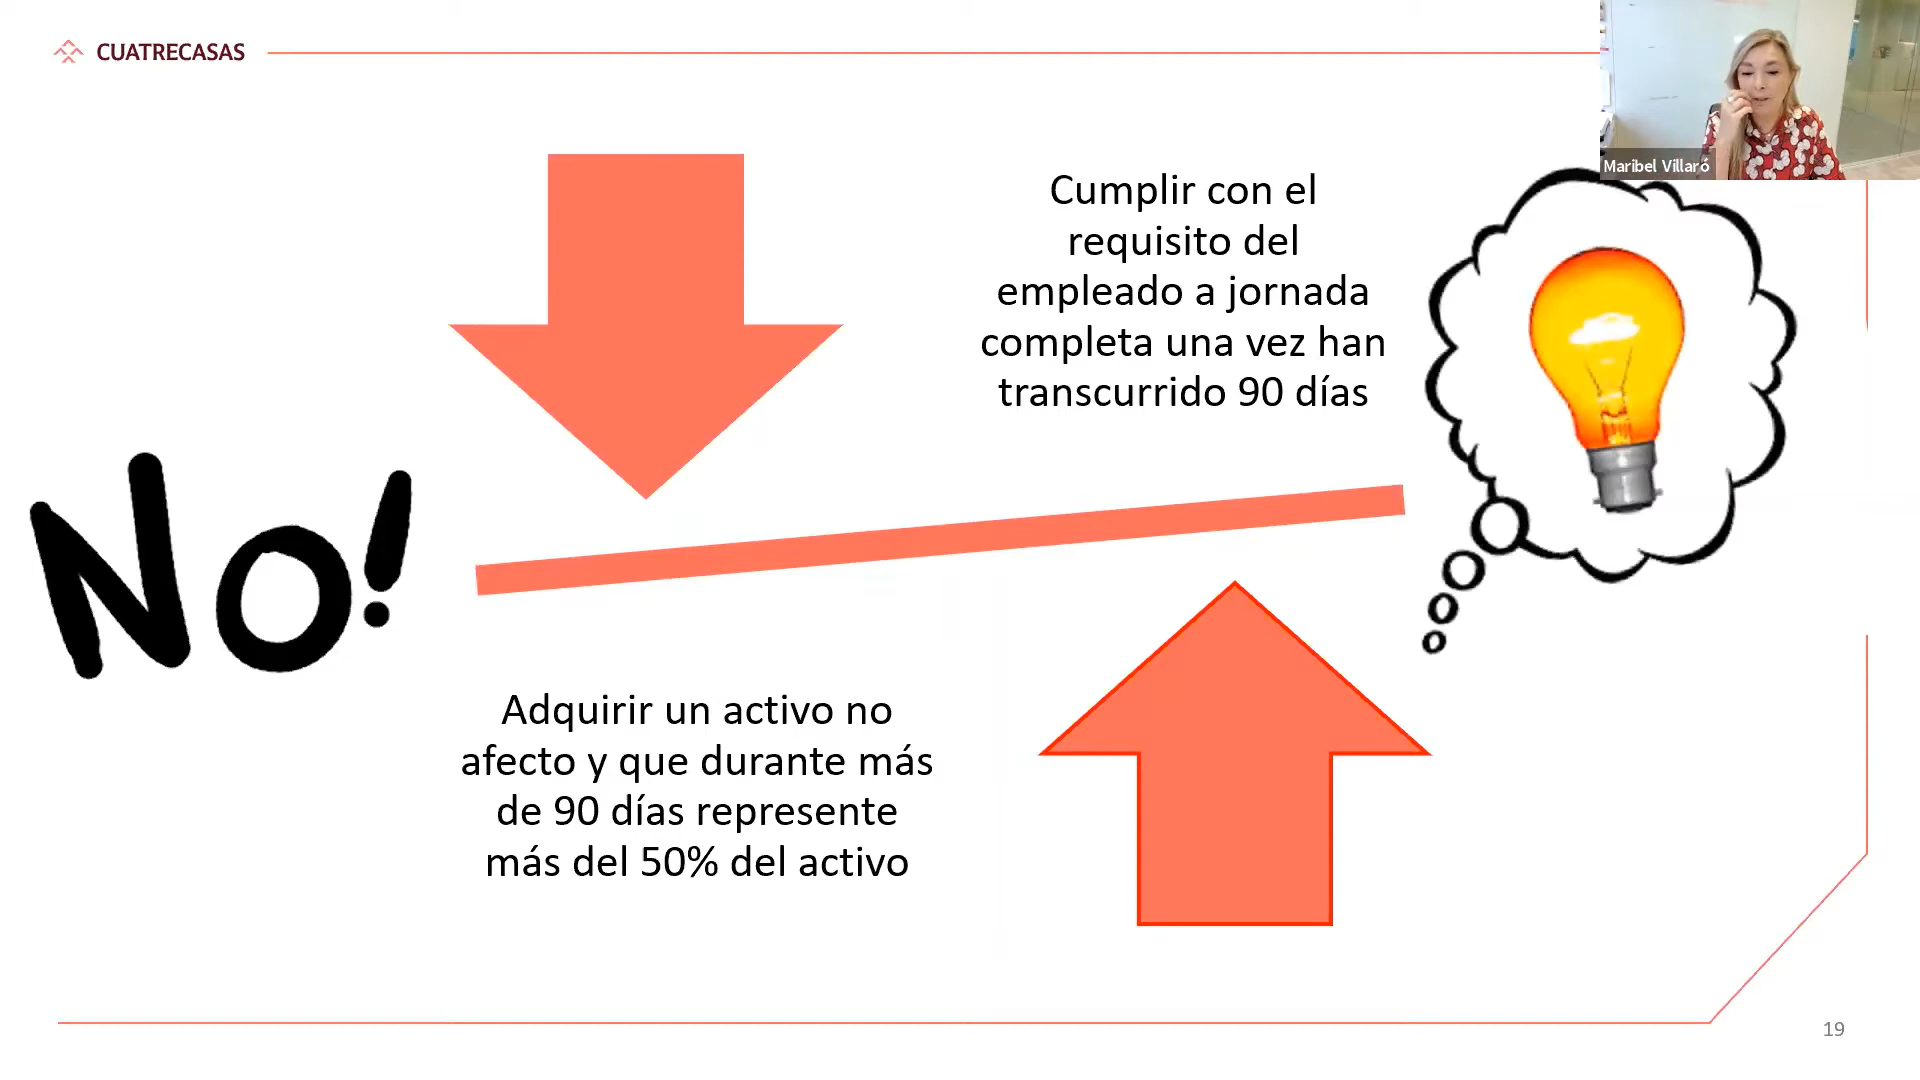 CUATRECASAS
Maribel Villaró
Cumplir con el
requisito del
empleado a jornada
completa una vez han
transcurrido 90 días
No!
Adquirir un activo no
afecto y que durante más
de 90 días represente
más del 50% del activo
19